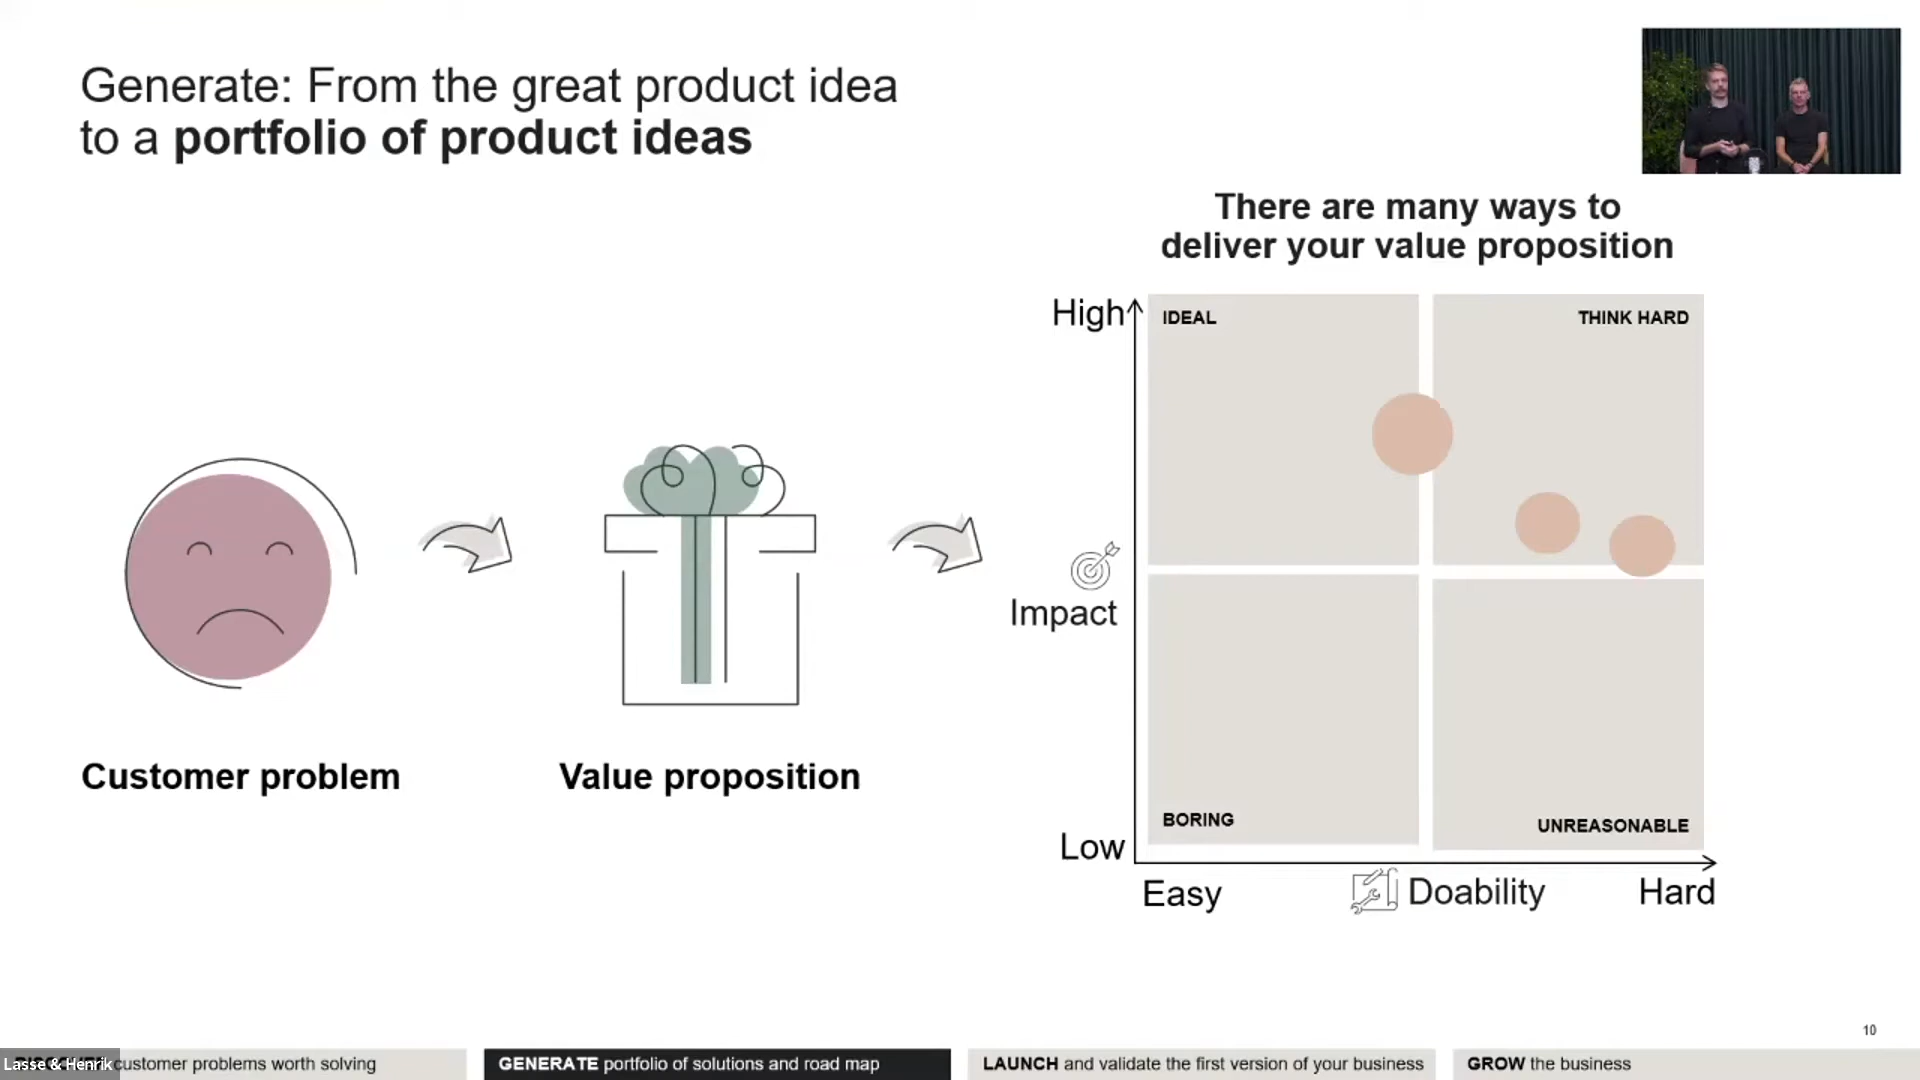 Generate: From the great product idea
to a portfolio of product ideas
There are many ways to
deliver your value proposition
High
IDEAL
THINK HARD
Impact
Customer problem
Value proposition
BORING
UNREASONABLE
Low
Easy
Doability
Hard
10
Lasse & Henrik
customer problems worth solving
GENERATE portfolio of solutions and road map
LAUNCH and validate the first version of your business
GROW the business